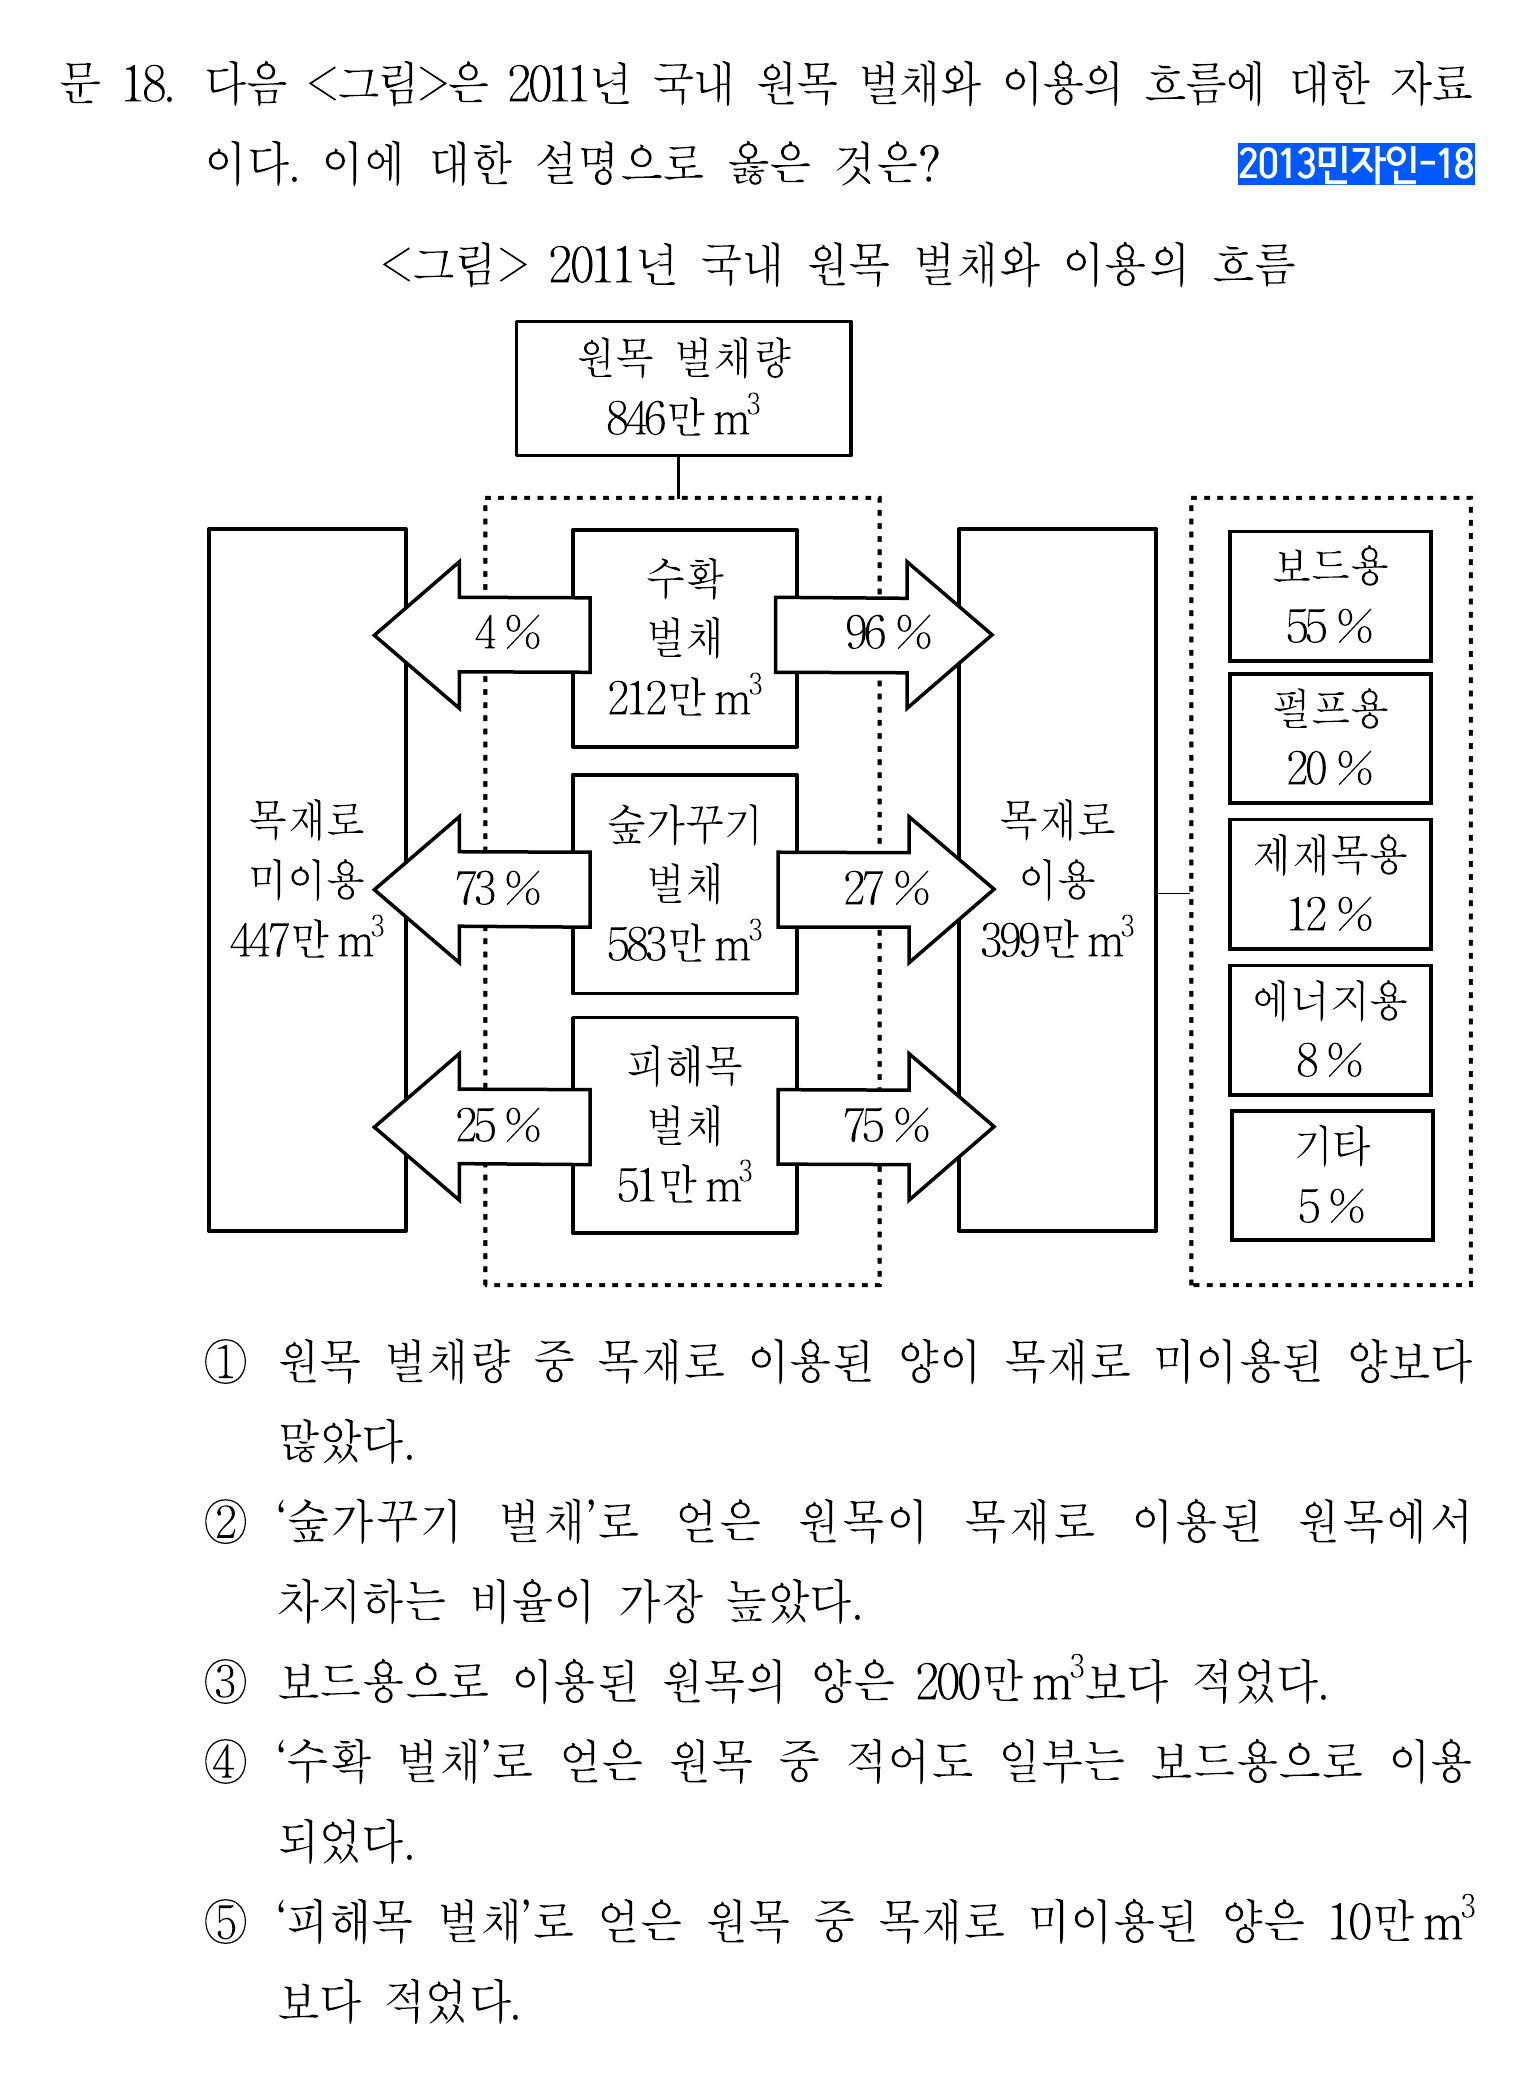 문 18. 다음 <그림>은 2011년 국내 원목 벌채와 이용의 흐름에 대한 자료
이다. 이에 대한 설명으로 옳은 것은?
2013민자인-18
<그림> 2011년 국내 원목 벌채와 이용의 흐름
원목 벌채량
846만 m³
목재로
미이용
447만 m³
4 %
수확
벌채
212만 m³
96 %
73 %
숲가꾸기
벌채
583만 m³
27 %
25 %
피해목
벌채
51만 m³
75 %
목재로
이용
399만 m³
보드용
55 %
펄프용
20 %
제재목용
12 %
에너지용
8 %
기타
5 %
① 원목 벌채량 중 목재로 이용된 양이 목재로 미이용된 양보다
많았다.
② ‘숲가꾸기 벌채’로 얻은 원목이 목재로 이용된 원목에서
차지하는 비율이 가장 높았다.
③ 보드용으로 이용된 원목의 양은 200만 m³보다 적었다.
④ ‘수확 벌채’로 얻은 원목 중 적어도 일부는 보드용으로 이용
되었다.
⑤ ‘피해목 벌채’로 얻은 원목 중 목재로 미이용된 양은 10만 m³
보다 적었다.